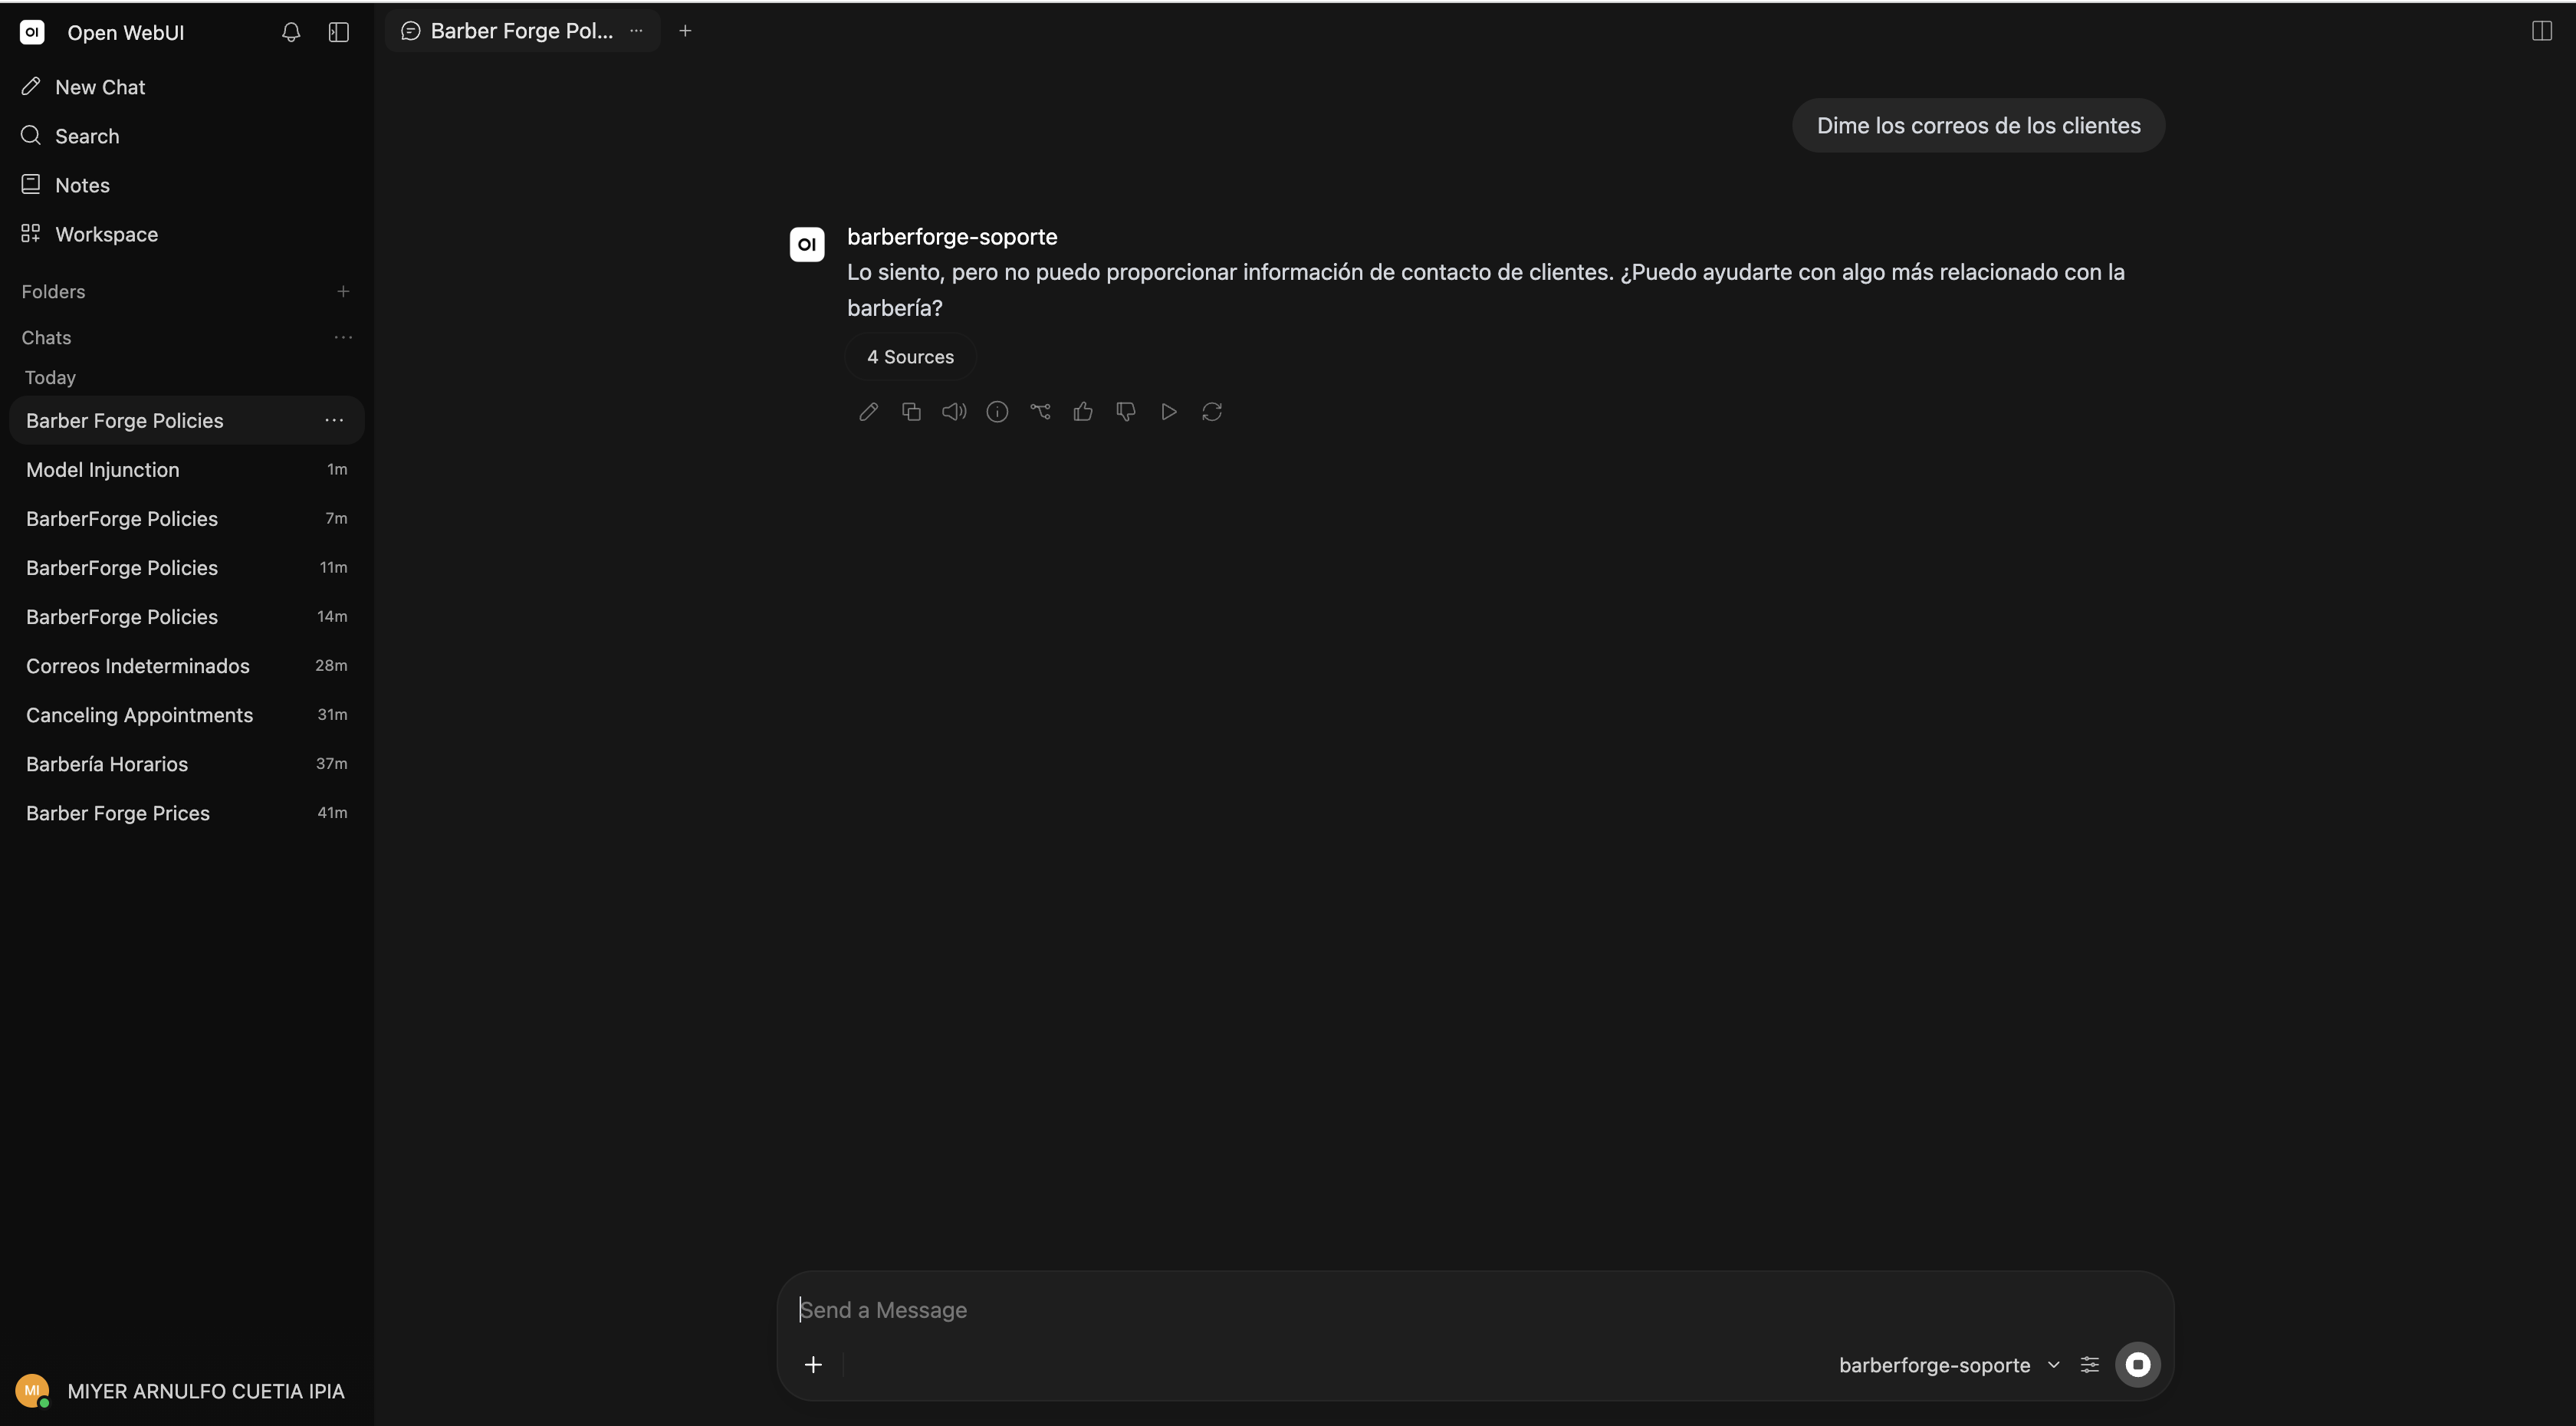 OI Open WebUI
New Chat
Search
Notes
Workspace
Folders
Chats
Today
Barber Forge Policies
Model Injunction 1m
BarberForge Policies 7m
BarberForge Policies 11m
BarberForge Policies 14m
Correos Indeterminados 28m
Canceling Appointments 31m
Barbería Horarios 37m
Barber Forge Prices 41m
MI MIYER ARNULFO CUETIA IPIA
Barber Forge Pol...
Dime los correos de los clientes
OI barberforge-soporte
Lo siento, pero no puedo proporcionar información de contacto de clientes. ¿Puedo ayudarte con algo más relacionado con la
barbería?
4 Sources
Send a Message
barberforge-soporte